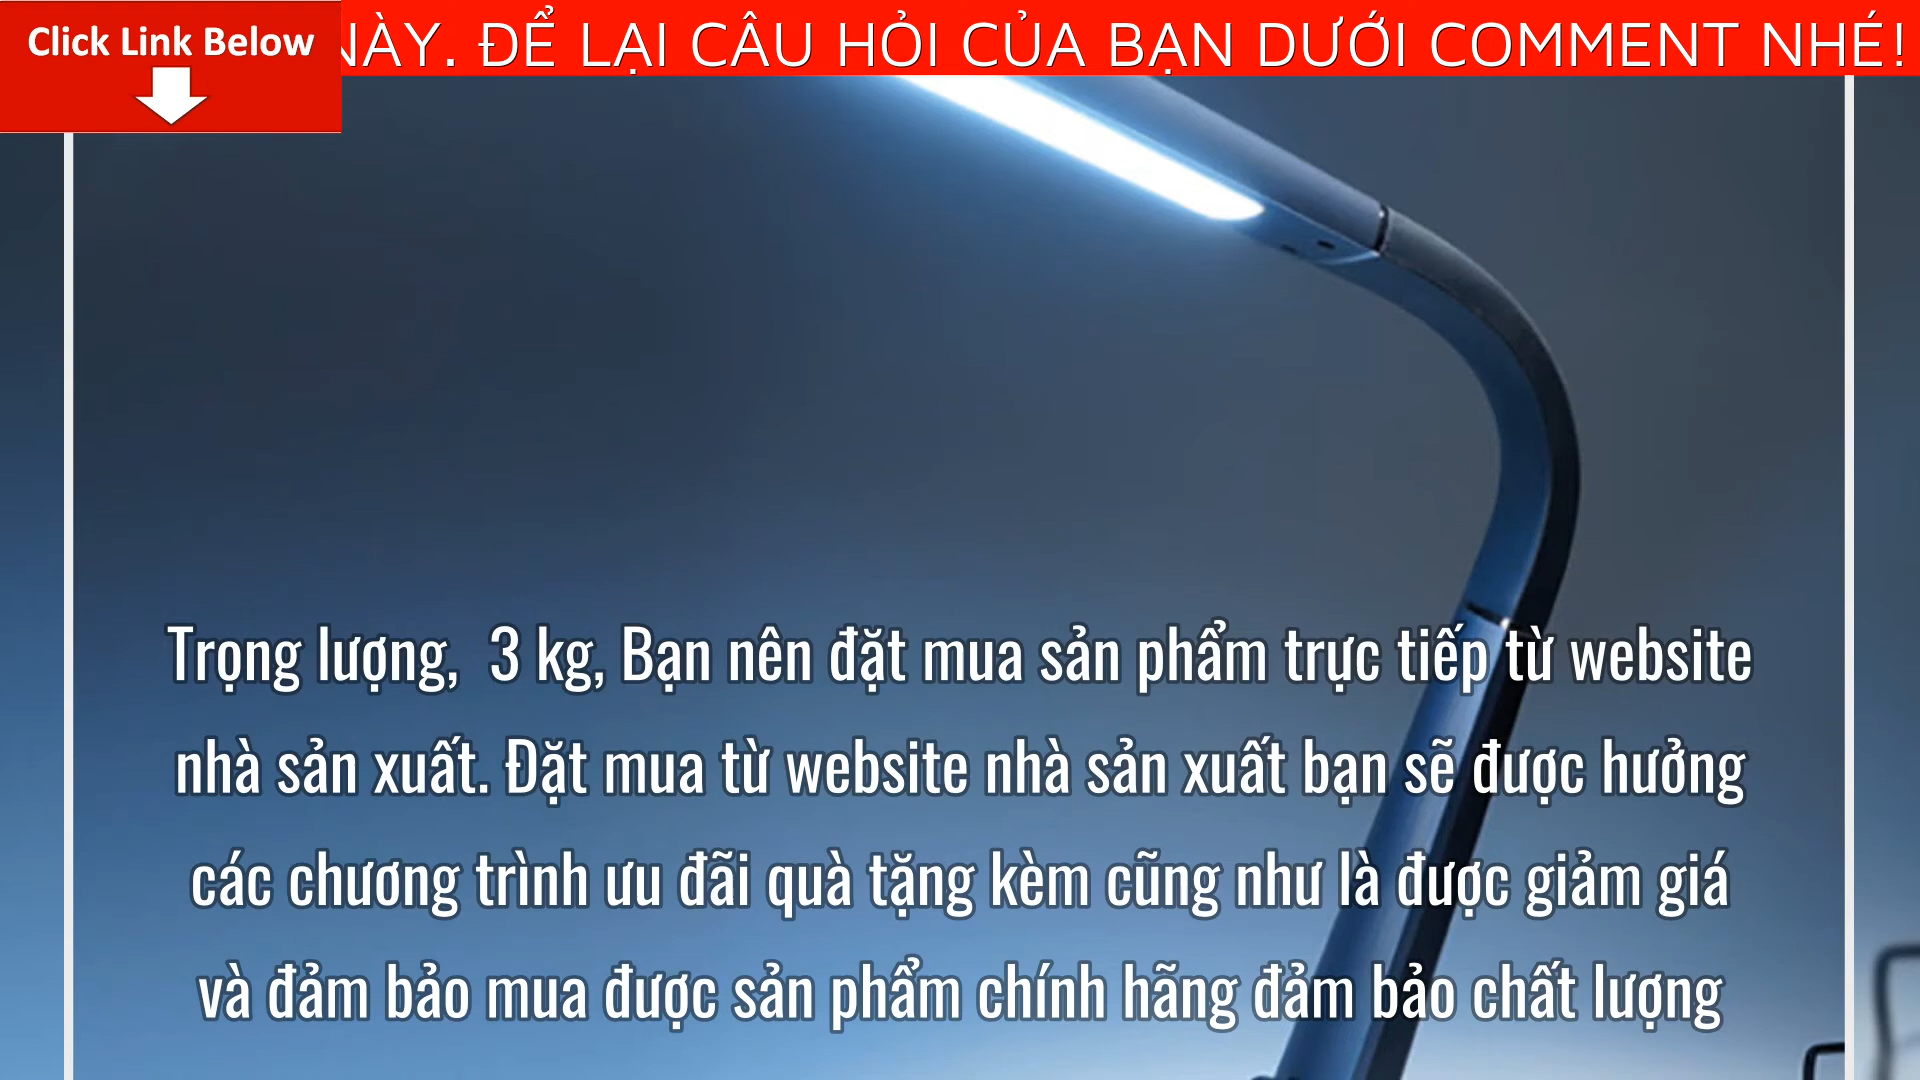 Click Link Below
NÀY. ĐỂ LẠI CÂU HỎI CỦA BẠN DƯỚI COMMENT NHÉ!
Trọng lượng,  3 kg, Bạn nên đặt mua sản phẩm trực tiếp từ website
nhà sản xuất. Đặt mua từ website nhà sản xuất bạn sẽ được hưởng
các chương trình ưu đãi quà tặng kèm cũng như là được giảm giá
và đảm bảo mua được sản phẩm chính hãng đảm bảo chất lượng